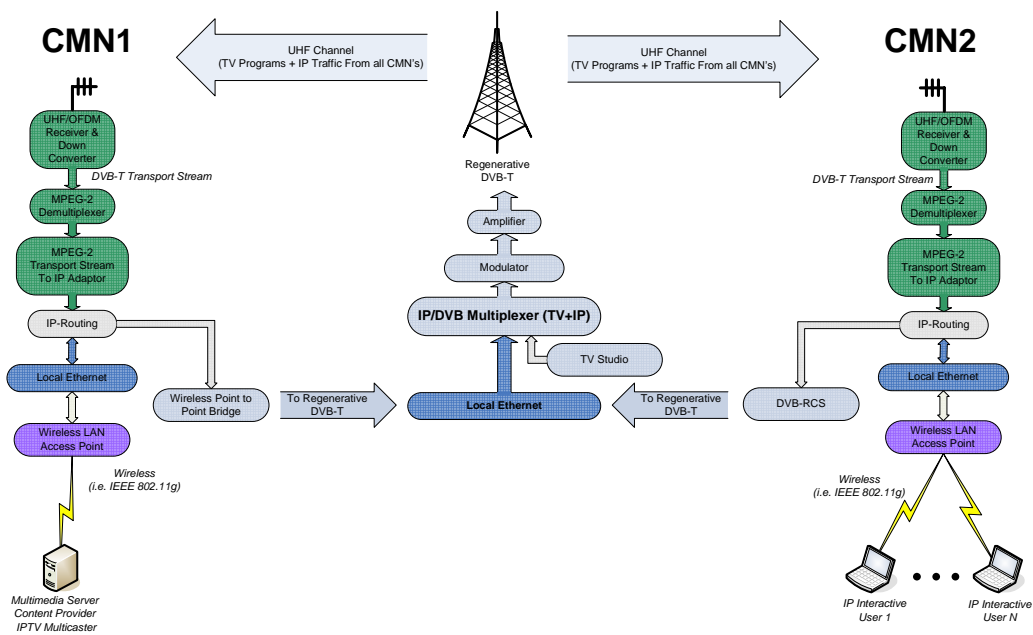 CMN1
UHF Channel
(TV Programs + IP Traffic From all CMN's)
UHF Channel
(TV Programs + IP Traffic From all CMN's)
CMN2
UHF/OFDM
Receiver &
Down
Converter
DVB-T Transport Stream
MPEG-2
Demultiplexer
MPEG-2
Transport Stream
To IP Adaptor
IP-Routing
Local Ethernet
Wireless Point to
Point Bridge
Wireless LAN
Access Point
Wireless
(i.e. IEEE 802.11g)
Multimedia Server
Content Provider
IPTV Multicaster
To Regenerative
DVB-T
Regenerative
DVB-T
Amplifier
Modulator
IP/DVB Multiplexer (TV+IP)
TV Studio
Local Ethernet
To Regenerative
DVB-T
UHF/OFDM
Receiver &
Down
Converter
DVB-T Transport Stream
MPEG-2
Demultiplexer
MPEG-2
Transport Stream
To IP Adaptor
IP-Routing
Local Ethernet
DVB-RCS
Wireless LAN
Access Point
Wireless
(i.e. IEEE 802.11g)
IP Interactive
User 1
IP Interactive
User N